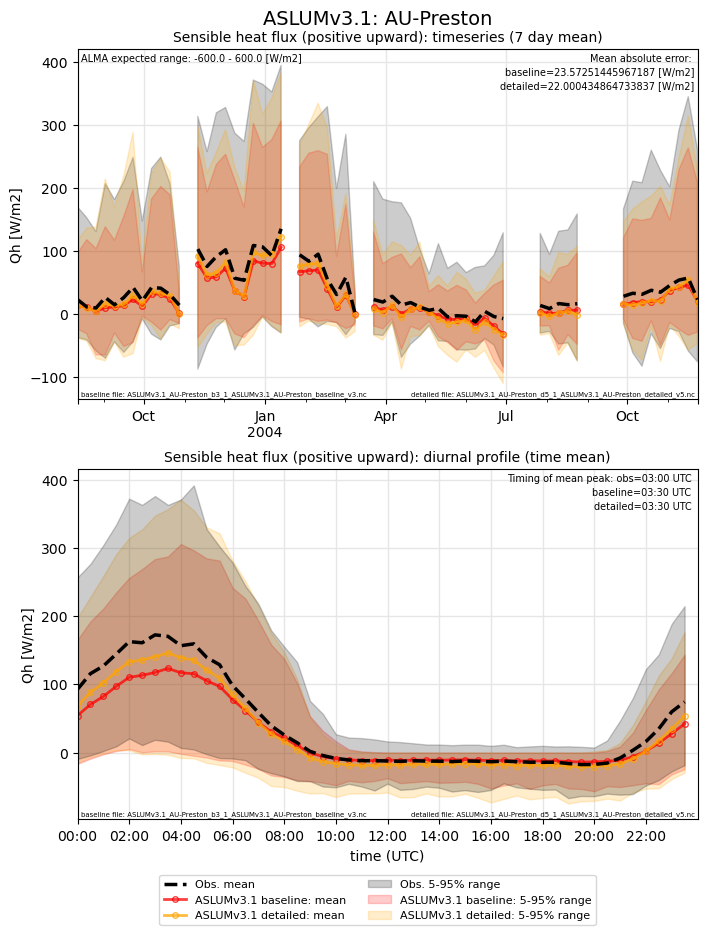 ASLUMv3.1: AU-Preston
Sensible heat flux (positive upward): timeseries (7 day mean)
ALMA expected range: -600.0 - 600.0 [W/m2]
Mean absolute error:
baseline=23.57251445967187 [W/m2]
detailed=22.000434864733837 [W/m2]
Qh [W/m2]
400
300
200
100
0
−100
baseline file: ASLUMv3.1_AU-Preston_b3_1_ASLUMv3.1_AU-Preston_baseline_v3.nc
detailed file: ASLUMv3.1_AU-Preston_d5_1_ASLUMv3.1_AU-Preston_detailed_v5.nc
Oct Jan Apr Jul Oct
2004
Sensible heat flux (positive upward): diurnal profile (time mean)
Timing of mean peak: obs=03:00 UTC
baseline=03:30 UTC
detailed=03:30 UTC
Qh [W/m2]
400
300
200
100
0
baseline file: ASLUMv3.1_AU-Preston_b3_1_ASLUMv3.1_AU-Preston_baseline_v3.nc
detailed file: ASLUMv3.1_AU-Preston_d5_1_ASLUMv3.1_AU-Preston_detailed_v5.nc
00:00 02:00 04:00 06:00 08:00 10:00 12:00 14:00 16:00 18:00 20:00 22:00
time (UTC)
Obs. mean
ASLUMv3.1 baseline: mean
ASLUMv3.1 detailed: mean
Obs. 5-95% range
ASLUMv3.1 baseline: 5-95% range
ASLUMv3.1 detailed: 5-95% range